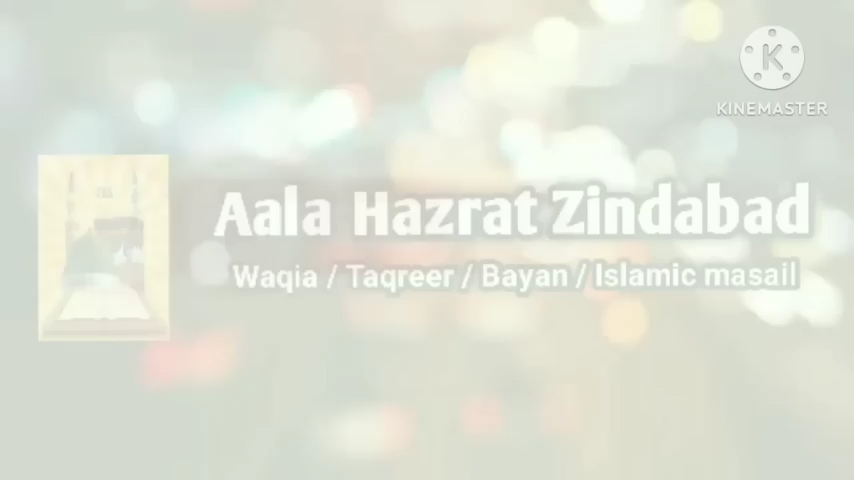 KINEMASTER
Aala Hazrat Zindabad
Waqia / Taqreer / Bayan / Islamic masail